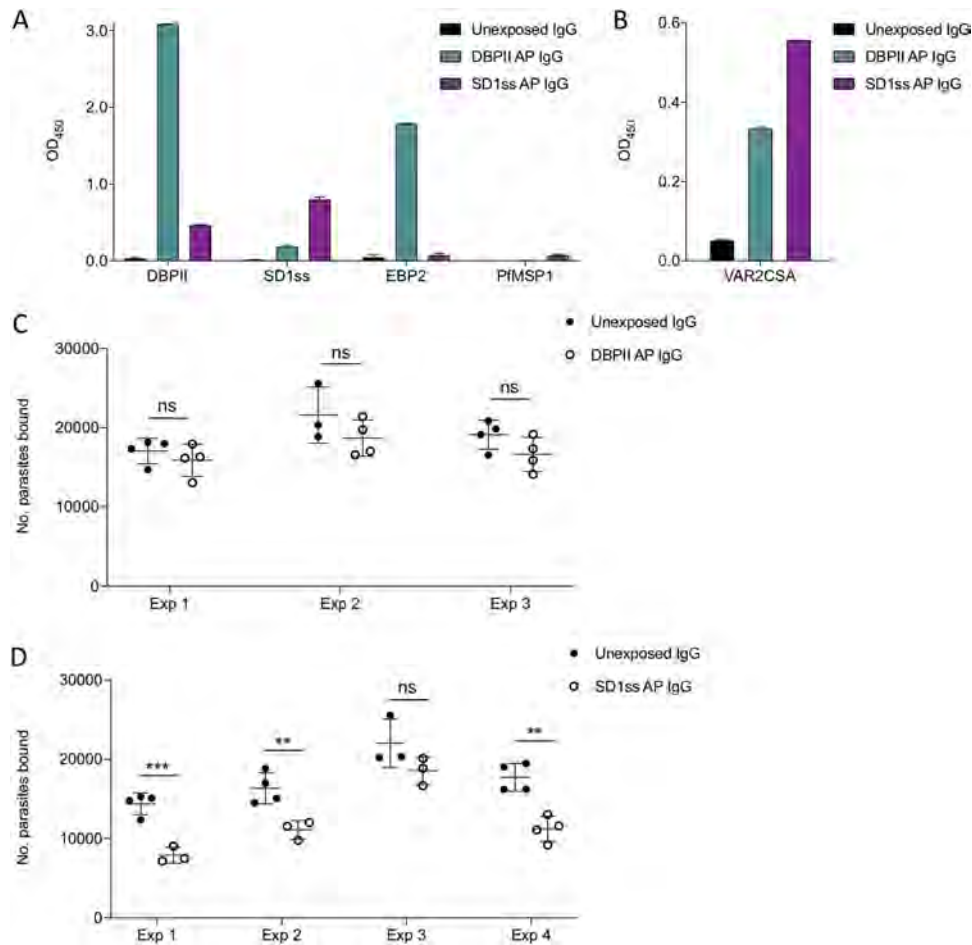 A
OD450
3.0
2.0
1.0
0.0
DBPII
SD1ss
EBP2
PfMSP1
Unexposed IgG
DBPII AP IgG
SD1ss AP IgG
B
OD450
0.6
0.4
0.2
0.0
VAR2CSA
Unexposed IgG
DBPII AP IgG
SD1ss AP IgG
C
Unexposed IgG
DBPII AP IgG
No. parasites bound
30000
20000
10000
0
ns
ns
ns
Exp 1
Exp 2
Exp 3
D
Unexposed IgG
SD1ss AP IgG
No. parasites bound
30000
20000
10000
0
***
**
ns
**
Exp 1
Exp 2
Exp 3
Exp 4